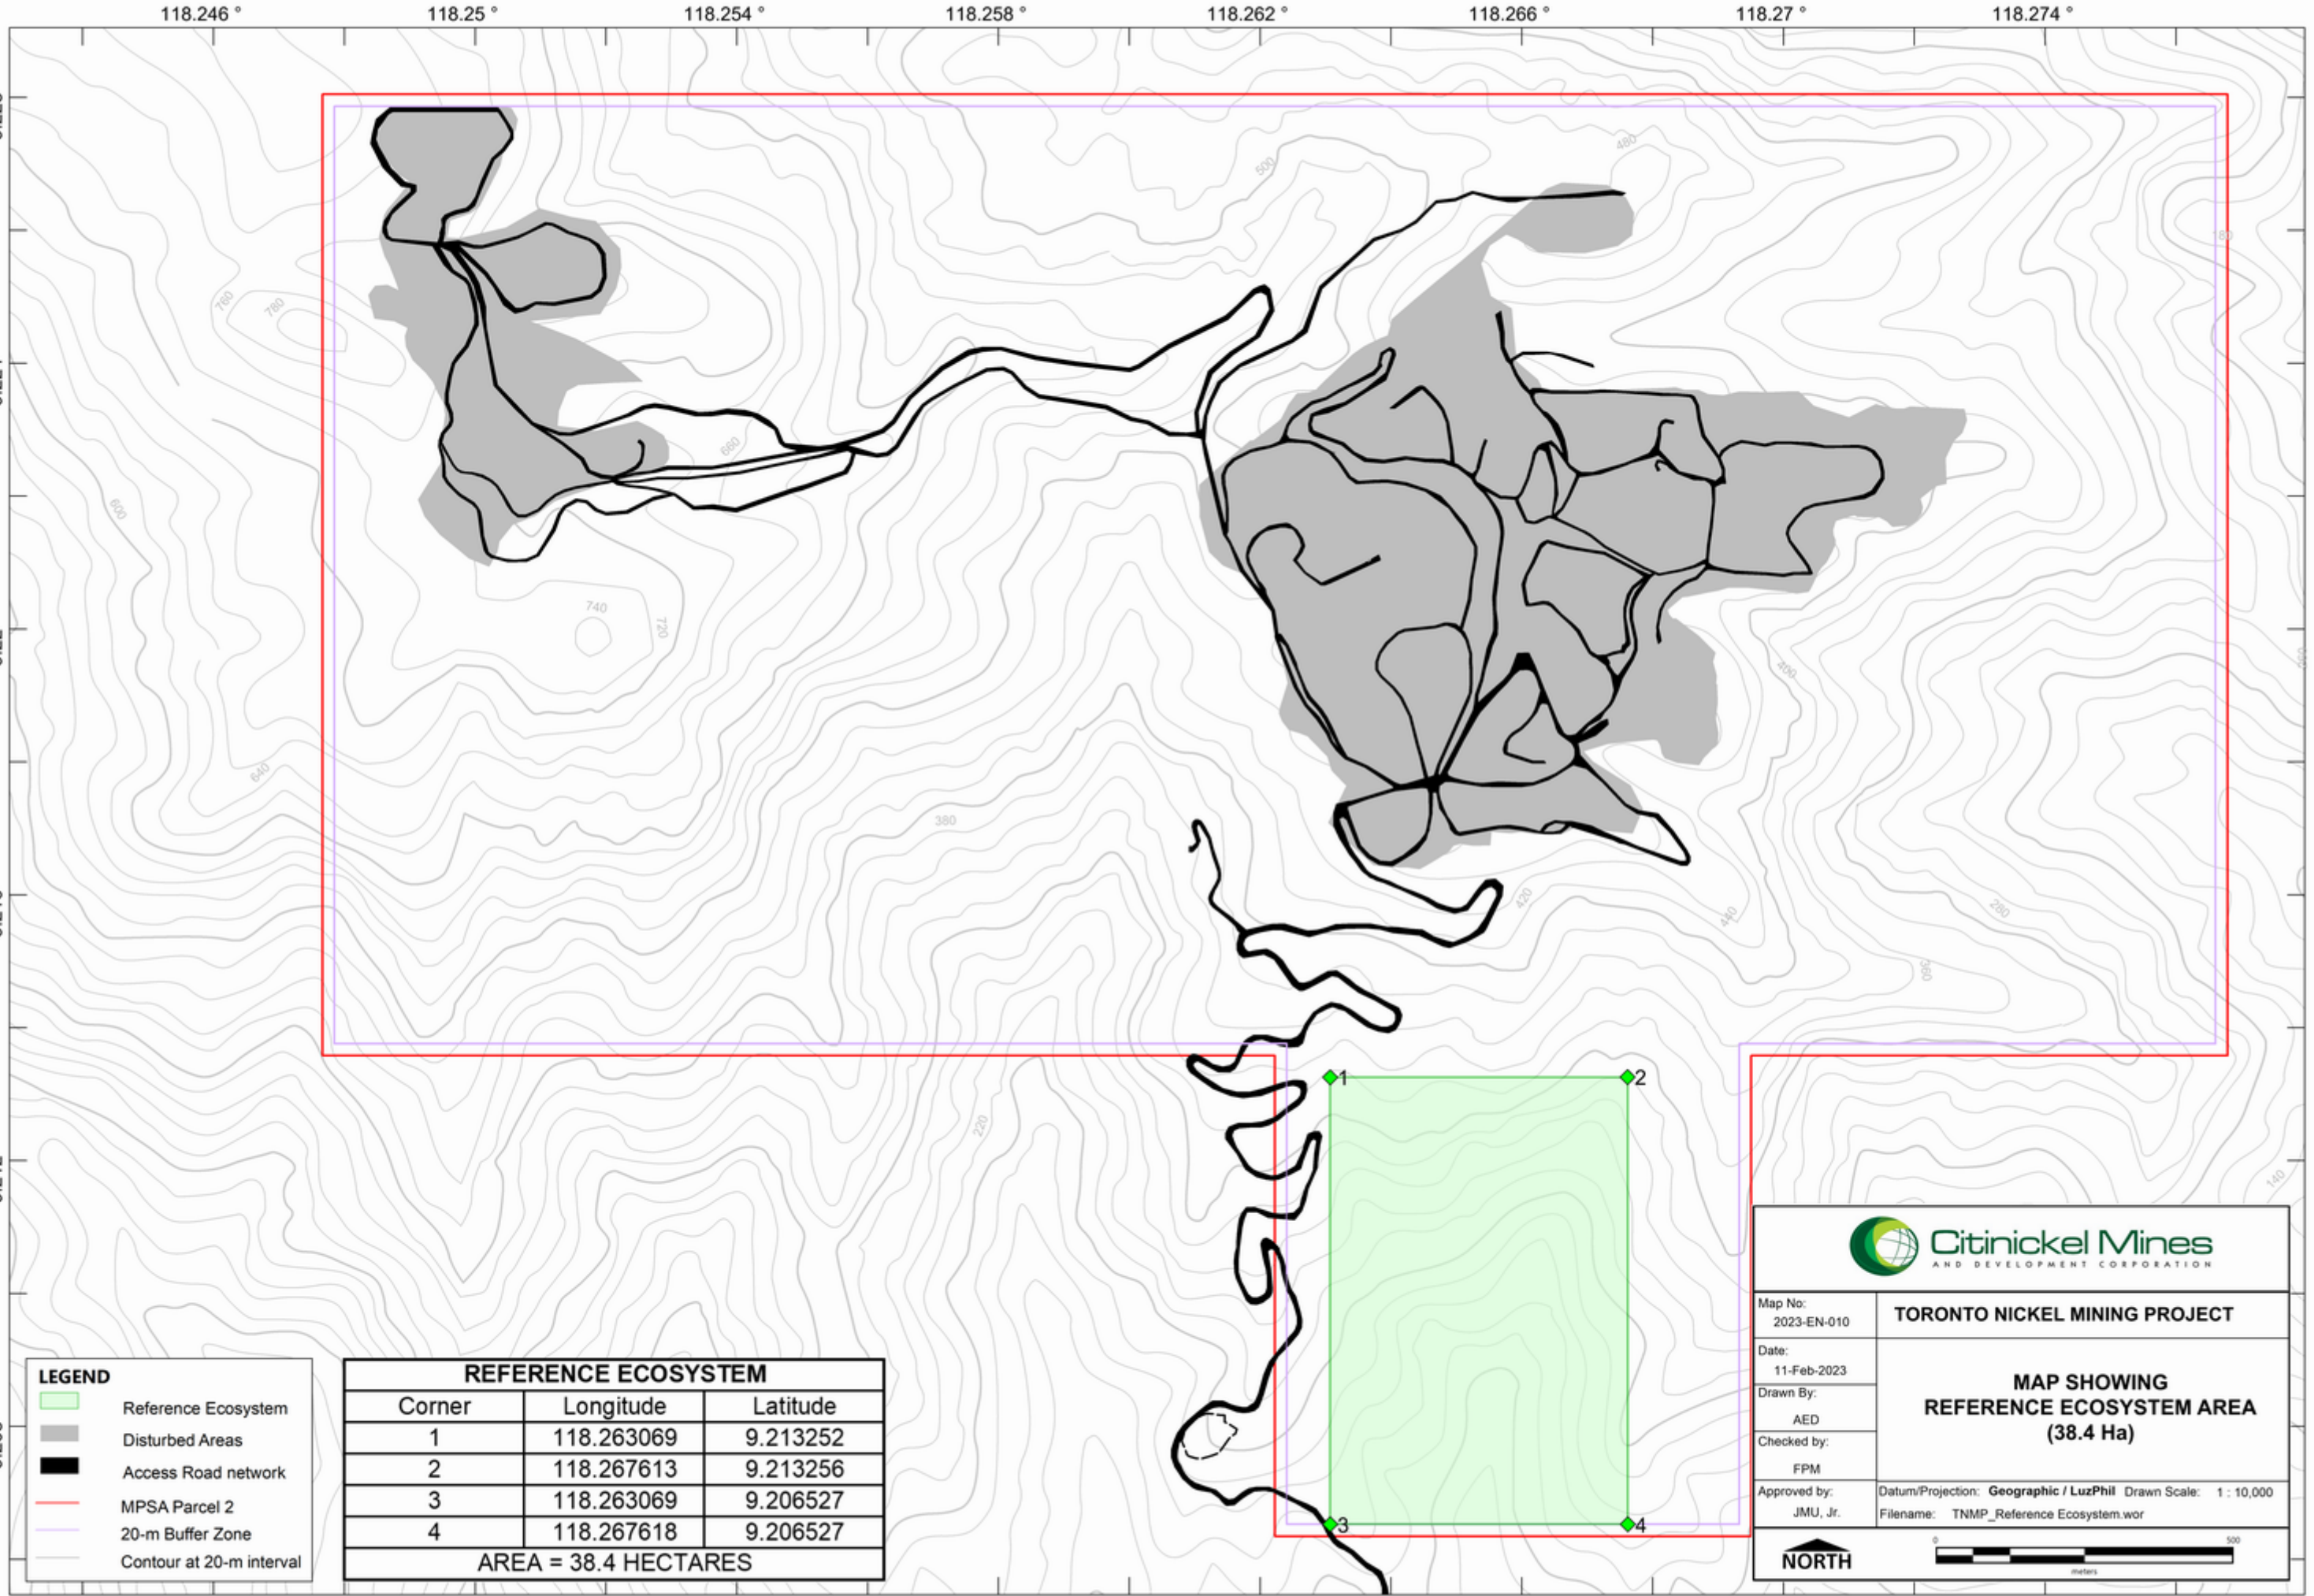 118.246 ° 118.25 ° 118.254 ° 118.258 ° 118.262 ° 118.266 ° 118.27 ° 118.274 °
480
500
180
760
780
660
600
740
720
400
640
380
420
440
280
360
220
140
1
2
3
4
LEGEND
Reference Ecosystem
Disturbed Areas
Access Road network
MPSA Parcel 2
20-m Buffer Zone
Contour at 20-m interval
REFERENCE ECOSYSTEM
Corner Longitude Latitude
1 118.263069 9.213252
2 118.267613 9.213256
3 118.263069 9.206527
4 118.267618 9.206527
AREA = 38.4 HECTARES
Citinickel Mines
AND DEVELOPMENT CORPORATION
Map No:
2023-EN-010
TORONTO NICKEL MINING PROJECT
Date:
11-Feb-2023
Drawn By:
AED
Checked by:
FPM
Approved by:
JMU, Jr.
MAP SHOWING
REFERENCE ECOSYSTEM AREA
(38.4 Ha)
Datum/Projection: Geographic / LuzPhil Drawn Scale: 1 : 10,000
Filename: TNMP_Reference Ecosystem.wor
NORTH
0 500
meters